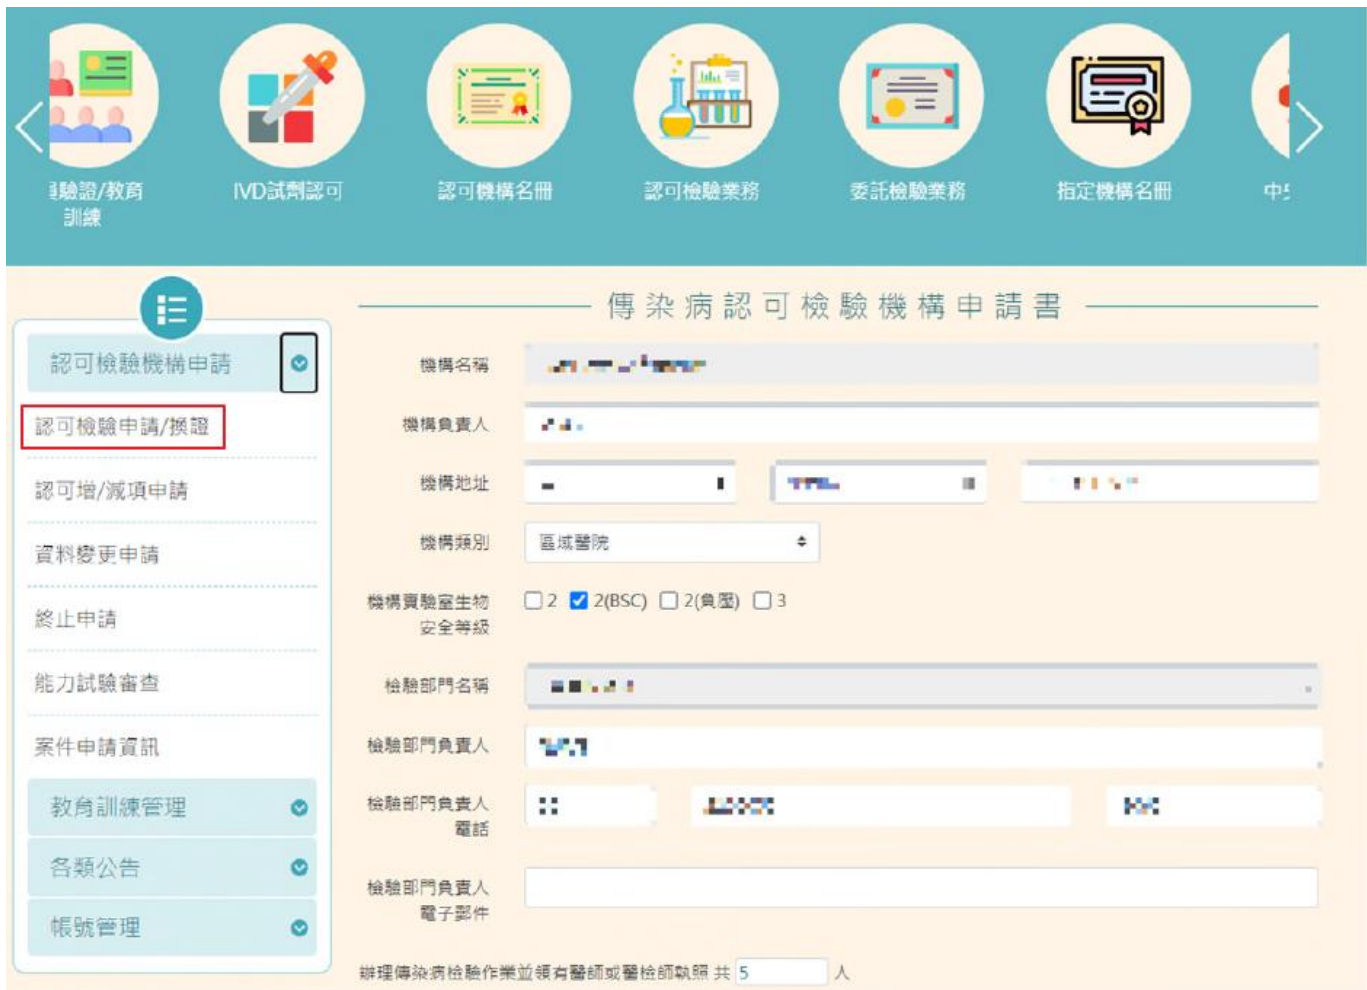 驗證/教育
訓練
IVD試劑認可
認可機構名冊
認可檢驗業務
委託檢驗業務
指定機構名冊
傳染病認可檢驗機構申請書
認可檢驗機構申請
認可檢驗申請/換證
認可增/減項申請
資料變更申請
終止申請
能力試驗審查
案件申請資訊
教育訓練管理
各類公告
帳號管理
機構名稱
機構負責人
機構地址
機構類別 區域醫院
機構實驗室生物
安全等級
2 2(BSC) 2(負壓) 3
檢驗部門名稱
檢驗部門負責人
檢驗部門負責人
電話
檢驗部門負責人
電子郵件
辦理傳染病檢驗作業並領有醫師或醫檢師執照 共 5 人